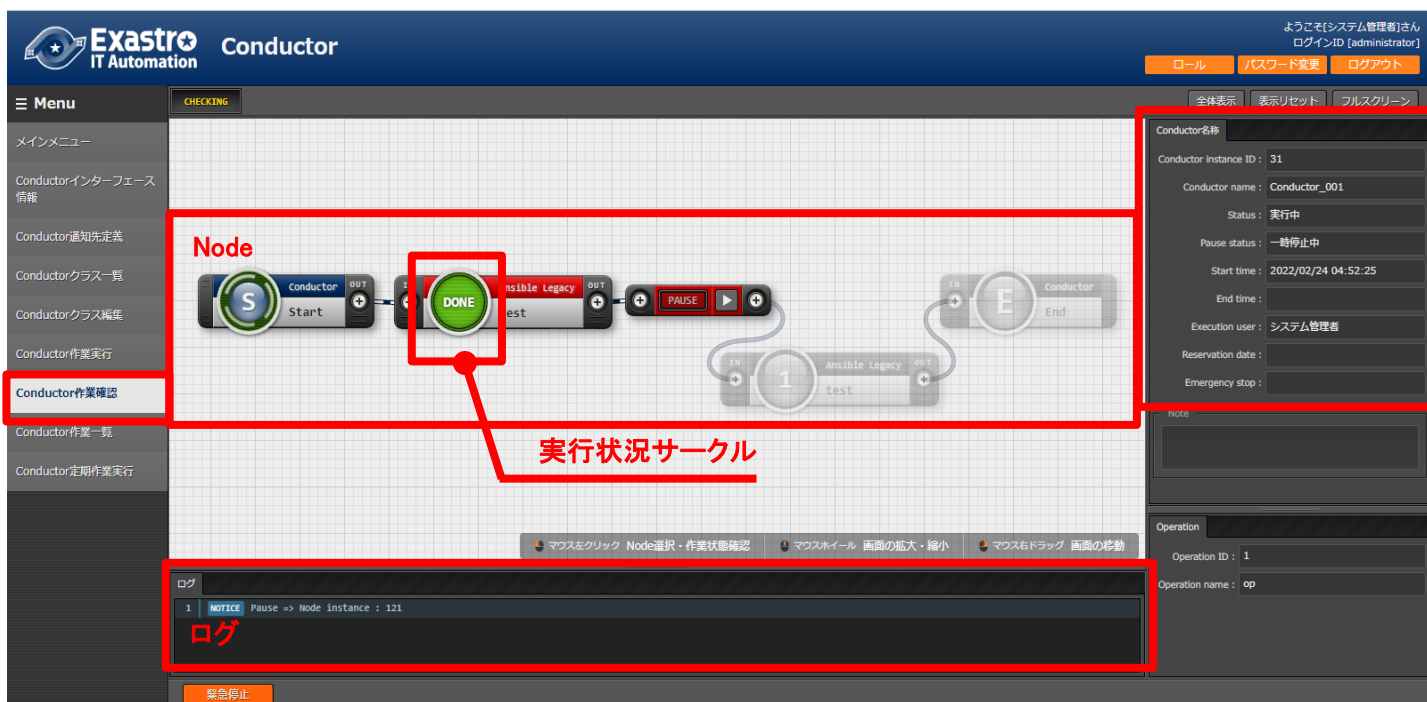 Exastro
IT Automation
Conductor
ようこそ[システム管理者]さん
ログインID [administrator]
ロール
パスワード変更
ログアウト
Menu
CHECKING
全体表示
表示リセット
フルスクリーン
メインメニュー
Conductorインターフェース
情報
Conductor通知先定義
Conductorクラス一覧
Conductorクラス編集
Conductor作業実行
Conductor作業確認
Conductor作業一覧
Conductor定期作業実行
Node
S
Conductor
Start
OUT
DONE
nsible Legacy
est
OUT
PAUSE
IN
E
Conductor
End
IN
1
Ansible Legacy
test
OUT
実行状況サークル
マウス左クリック Node選択・作業状態確認
マウスホイール 画面の拡大・縮小
マウス右ドラッグ 画面の移動
ログ
1 NOTICE Pause => Node instance : 121
ログ
緊急停止
Conductor名称
Conductor instance ID : 31
Conductor name : Conductor_001
Status : 実行中
Pause status : 一時停止中
Start time : 2022/02/24 04:52:25
End time :
Execution user : システム管理者
Reservation date :
Emergency stop :
Note
Operation
Operation ID : 1
Operation name : op